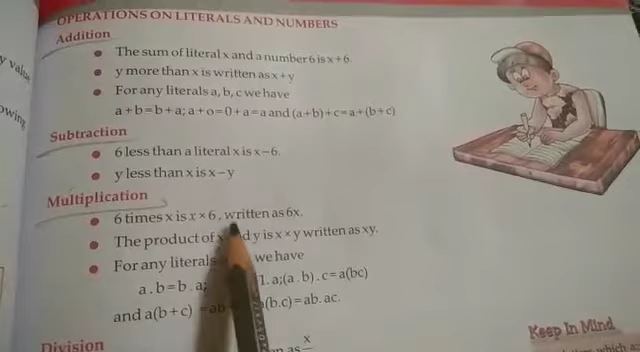 OPERATIONS ON LITERALS AND NUMBERS
Addition
The sum of literal x and a number 6 is x + 6.
y more than x is written as x + y
For any literals a, b, c we have
a + b = b + a; a + o = 0 + a = a and (a + b) + c = a + (b + c)
Subtraction
6 less than a literal x is x – 6.
y less than x is x – y
Multiplication
6 times x is x × 6, written as 6x.
The product of y is x × y written as xy.
For any literals we have
a . b = b . a; 1. a; (a . b) . c = a(bc)
and a(b + c) (b.c) = ab. ac.
Division
x
Keep In Mind
y value
owing